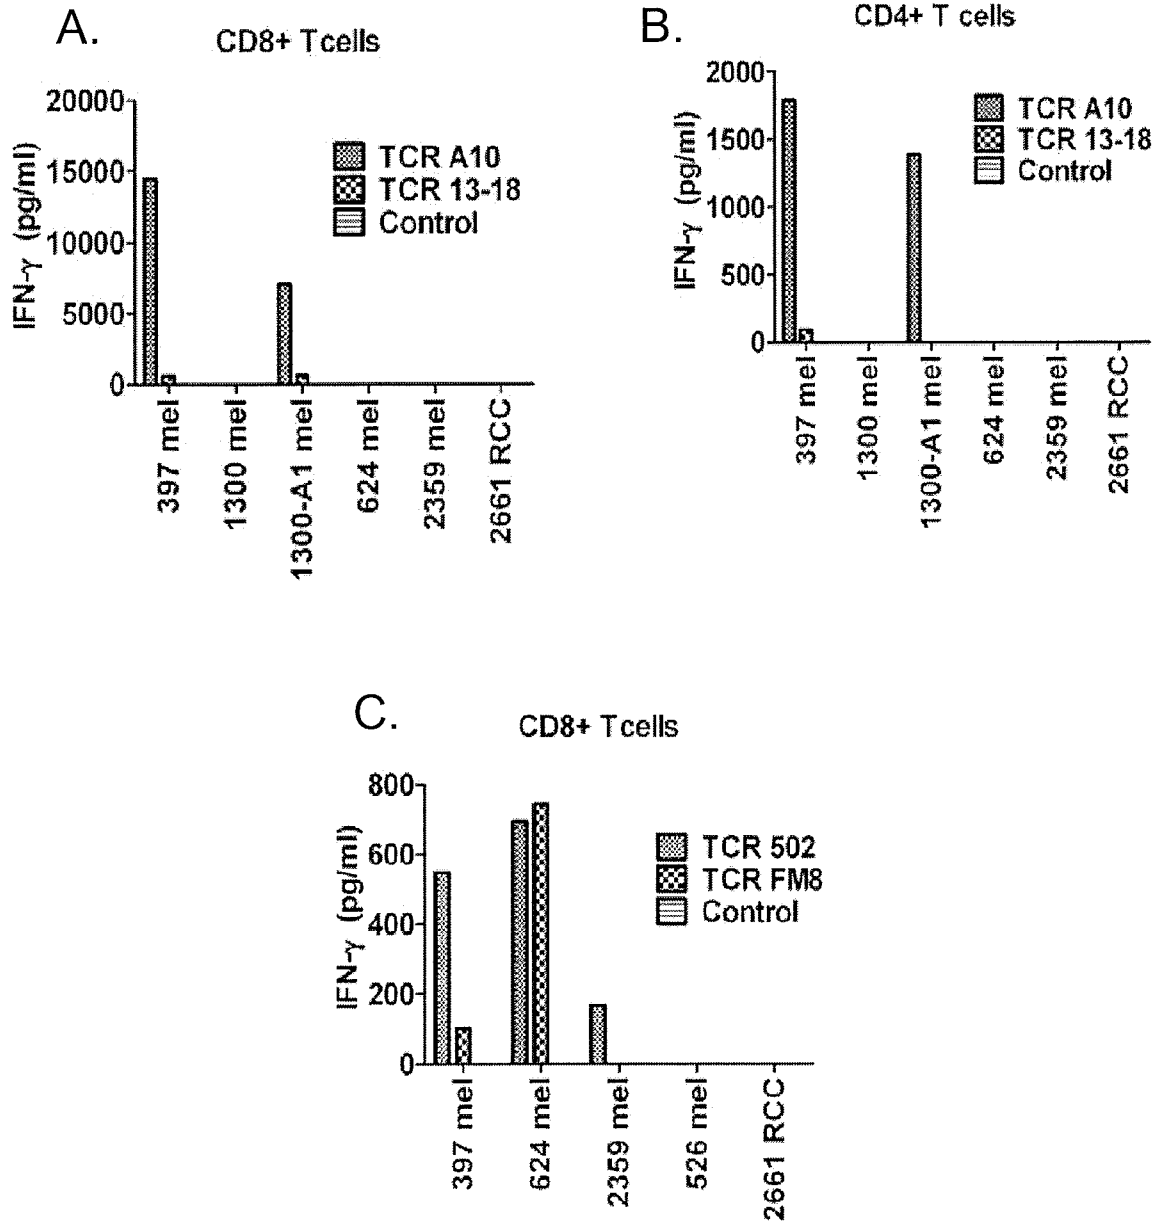 A.
CD8+ Tcells
IFN-γ (pg/ml)
20000
15000
10000
5000
0
TCR A10
TCR 13-18
Control
397 mel
1300 mel
1300-A1 mel
624 mel
2359 mel
2661 RCC
B.
CD4+ T cells
IFN-γ (pg/ml)
2000
1500
1000
500
0
TCR A10
TCR 13-18
Control
397 mel
1300 mel
1300-A1 mel
624 mel
2359 mel
2661 RCC
C.
CD8+ Tcells
IFN-γ (pg/ml)
800
600
400
200
0
TCR 502
TCR FM8
Control
397 mel
624 mel
2359 mel
526 mel
2661 RCC